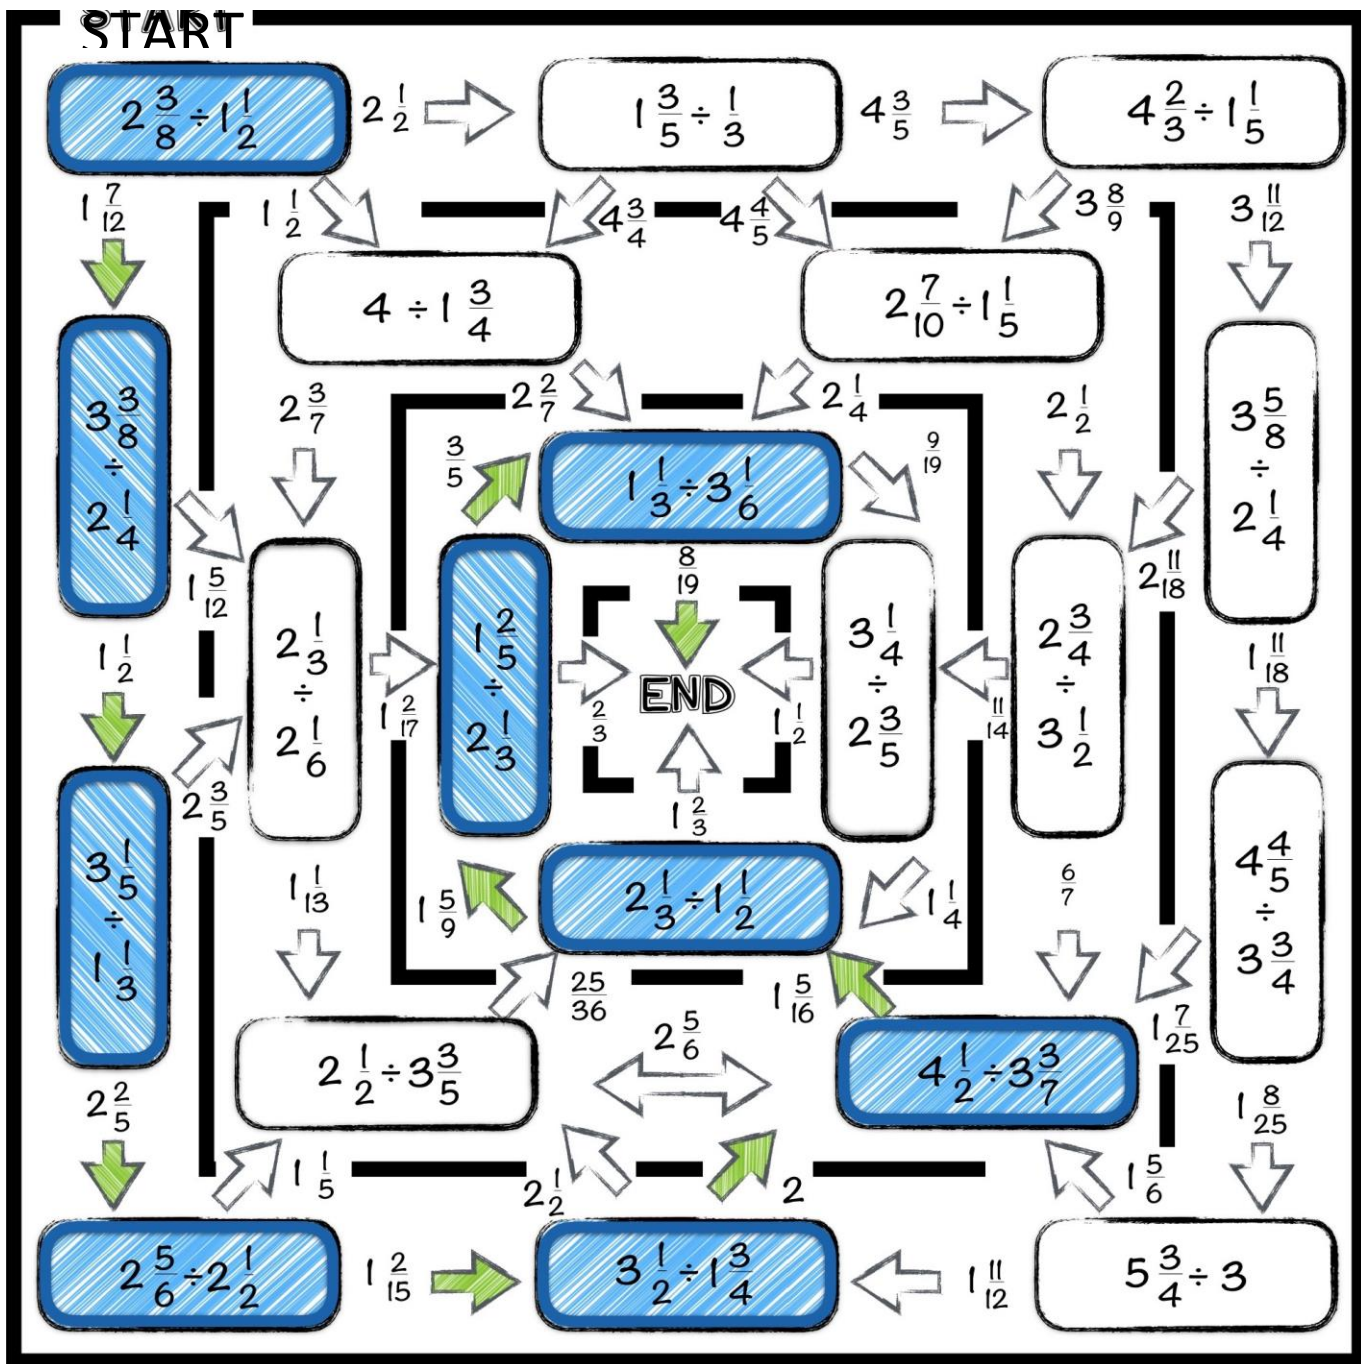 START
2 3/8 ÷ 1 1/2
2 1/2
1 3/5 ÷ 1/3
4 3/5
4 2/3 ÷ 1 1/5
1 7/12
1 1/2
4 3/4
4 4/5
3 8/9
3 11/12
4 ÷ 1 3/4
2 7/10 ÷ 1 1/5
3 3/8 ÷ 2 1/4
2 3/7
2 2/7
2 1/4
2 1/2
3 5/8 ÷ 2 1/4
3/5
1 1/3 ÷ 3 1/6
9/19
1 5/12
8/19
2 11/18
1 1/2
2 1/3 ÷ 2 1/6
1 2/17
1 2/5 ÷ 2 1/3
2/3
END
1 1/2
3 1/4 ÷ 2 3/5
11/14
2 3/4 ÷ 3 1/2
1 11/18
2 3/5
1 2/3
3 1/5 ÷ 1 1/3
1 1/13
1 5/9
2 1/3 ÷ 1 1/2
1 1/4
6/7
4 4/5 ÷ 3 3/4
25/36
1 5/16
1 7/25
2 5/6
2 1/2 ÷ 3 3/5
4 1/2 ÷ 3 3/7
2 2/5
1 8/25
1 1/5
2 1/2
2
1 5/6
2 5/6 ÷ 2 1/2
1 2/15
3 1/2 ÷ 1 3/4
1 11/12
5 3/4 ÷ 3